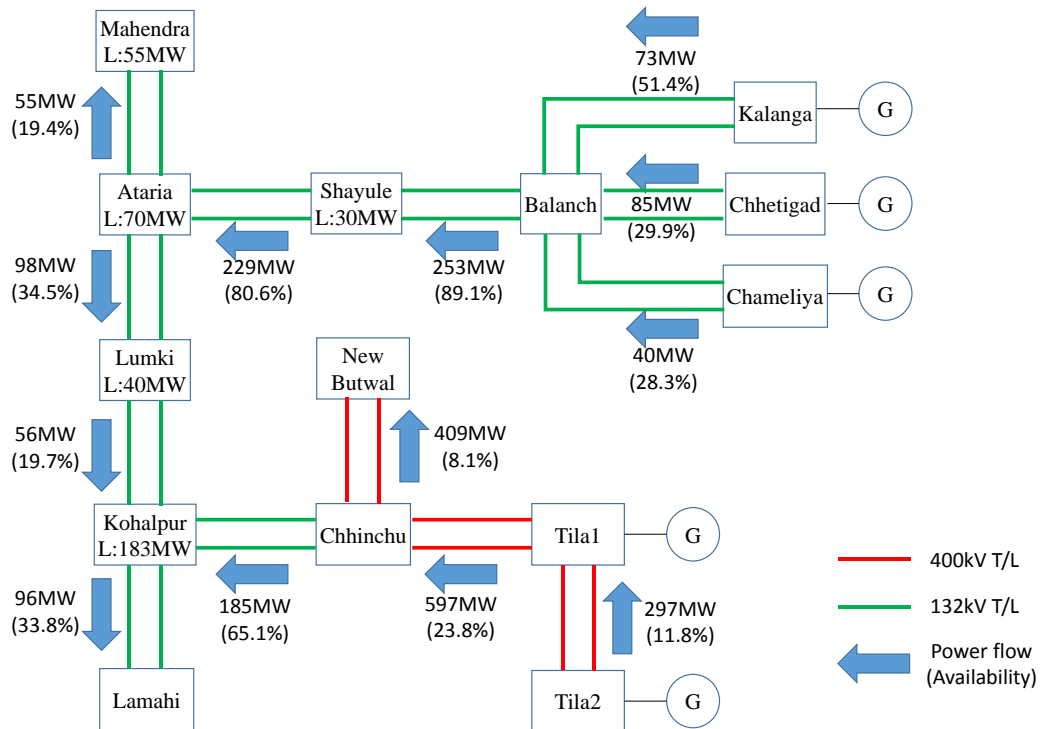 Mahendra
L:55MW
73MW
(51.4%)
55MW
(19.4%)
Kalanga
G
Ataria
L:70MW
Shayule
L:30MW
Balanch
85MW
(29.9%)
Chhetigad
G
98MW
(34.5%)
229MW
(80.6%)
253MW
(89.1%)
Chameliya
G
40MW
(28.3%)
Lumki
L:40MW
New
Butwal
56MW
(19.7%)
409MW
(8.1%)
Kohalpur
L:183MW
Chhinchu
Tila1
G
96MW
(33.8%)
185MW
(65.1%)
597MW
(23.8%)
297MW
(11.8%)
Lamahi
Tila2
G
400kV T/L
132kV T/L
Power flow
(Availability)